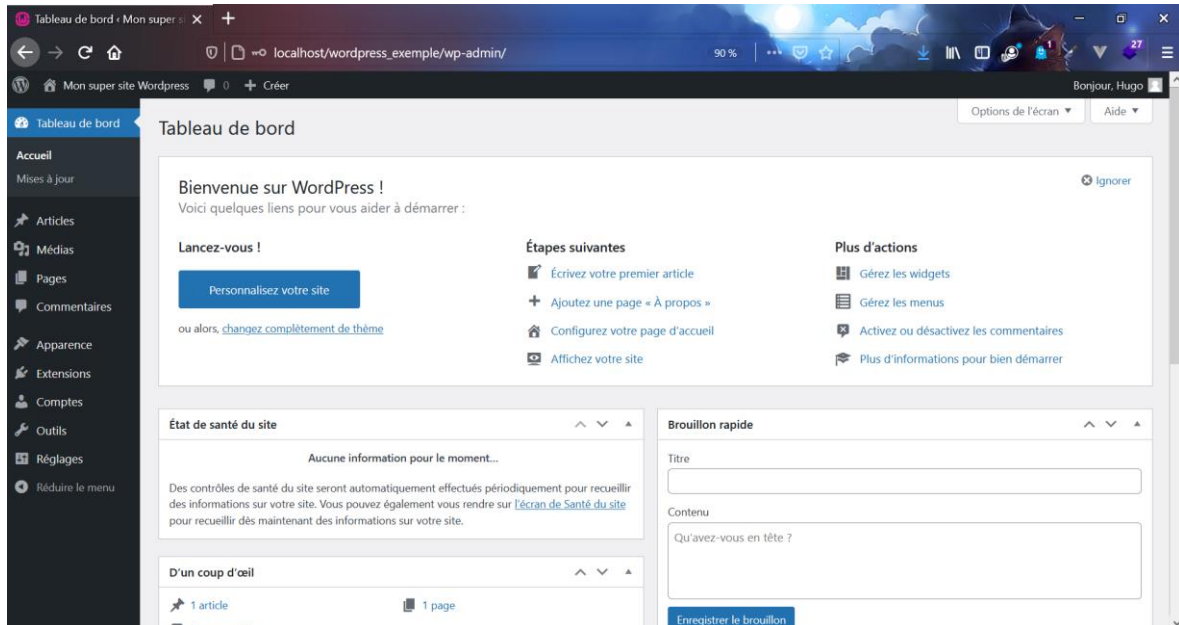 Tableau de bord ‹ Mon super si
localhost/wordpress_exemple/wp-admin/
90 %
1
27
Mon super site Wordpress
0
Créer
Bonjour, Hugo
Tableau de bord
Accueil
Mises à jour
Articles
Médias
Pages
Commentaires
Apparence
Extensions
Comptes
Outils
Réglages
Réduire le menu
Options de l'écran
Aide
Tableau de bord
Bienvenue sur WordPress !
Ignorer
Voici quelques liens pour vous aider à démarrer :
Lancez-vous !
Personnalisez votre site
ou alors, changez complètement de thème
Étapes suivantes
Écrivez votre premier article
Ajoutez une page « À propos »
Configurez votre page d'accueil
Affichez votre site
Plus d'actions
Gérez les widgets
Gérez les menus
Activez ou désactivez les commentaires
Plus d'informations pour bien démarrer
État de santé du site
Aucune information pour le moment...
Des contrôles de santé du site seront automatiquement effectués périodiquement pour recueillir
des informations sur votre site. Vous pouvez également vous rendre sur l'écran de Santé du site
pour recueillir dès maintenant des informations sur votre site.
D'un coup d'œil
1 article
1 page
Brouillon rapide
Titre
Contenu
Qu'avez-vous en tête ?
Enregistrer le brouillon